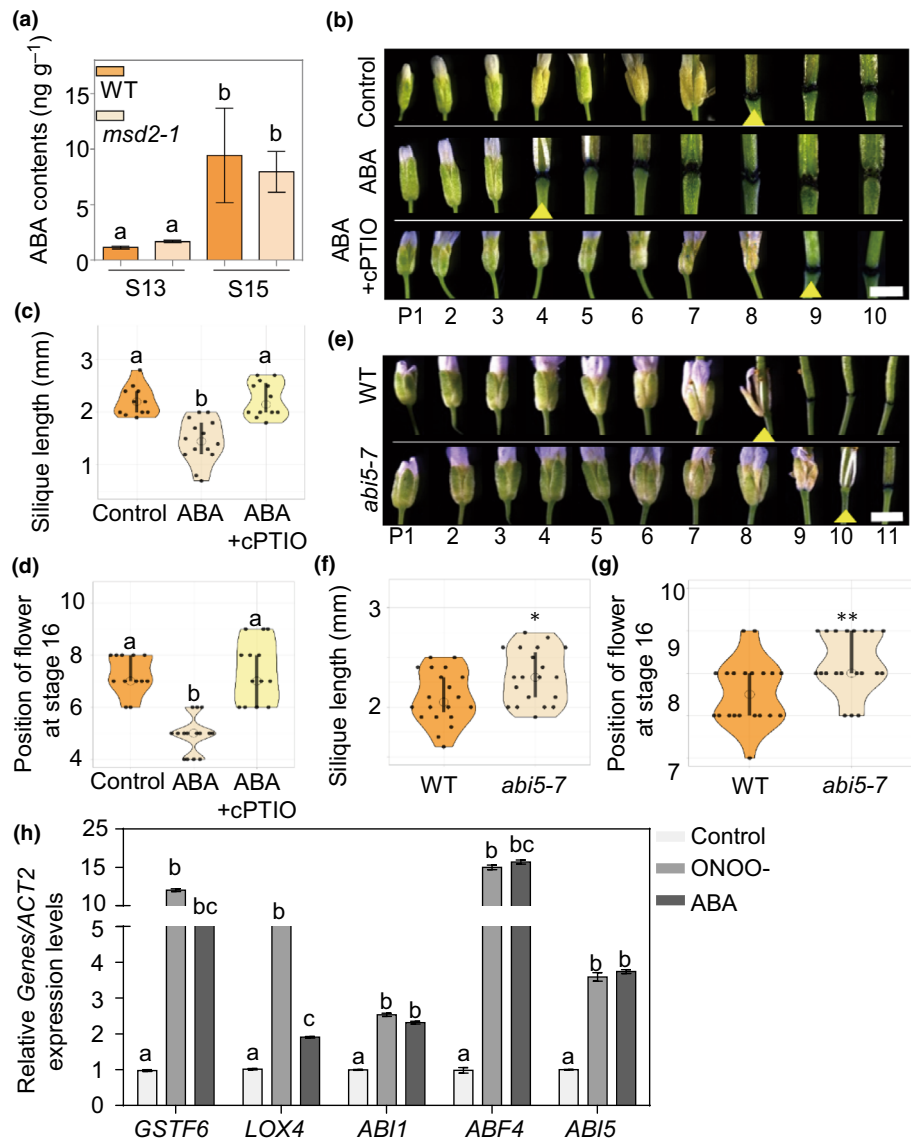 (a)
ABA contents (ng g⁻¹)
15
10
5
0
WT
msd2-1
a
a
b
b
S13
S15
(b)
Control
ABA
ABA
+cPTIO
P1 2 3 4 5 6 7 8 9 10
(c)
Silique length (mm)
3
2
1
a
b
a
Control ABA ABA
+cPTIO
(d)
Position of flower
at stage 16
10
8
6
4
a
b
a
Control ABA ABA
+cPTIO
(e)
WT
abi5-7
P1 2 3 4 5 6 7 8 9 10 11
(f)
Silique length (mm)
3
2
*
WT abi5-7
(g)
Position of flower
at stage 16
10
9
8
7
**
WT abi5-7
(h)
Relative Genes/ACT2
expression levels
25
15
10
5
4
3
2
1
0
a b bc
a b c
a b b
a b bc
a b b
GSTF6 LOX4 ABI1 ABF4 ABI5
Control
ONOO-
ABA